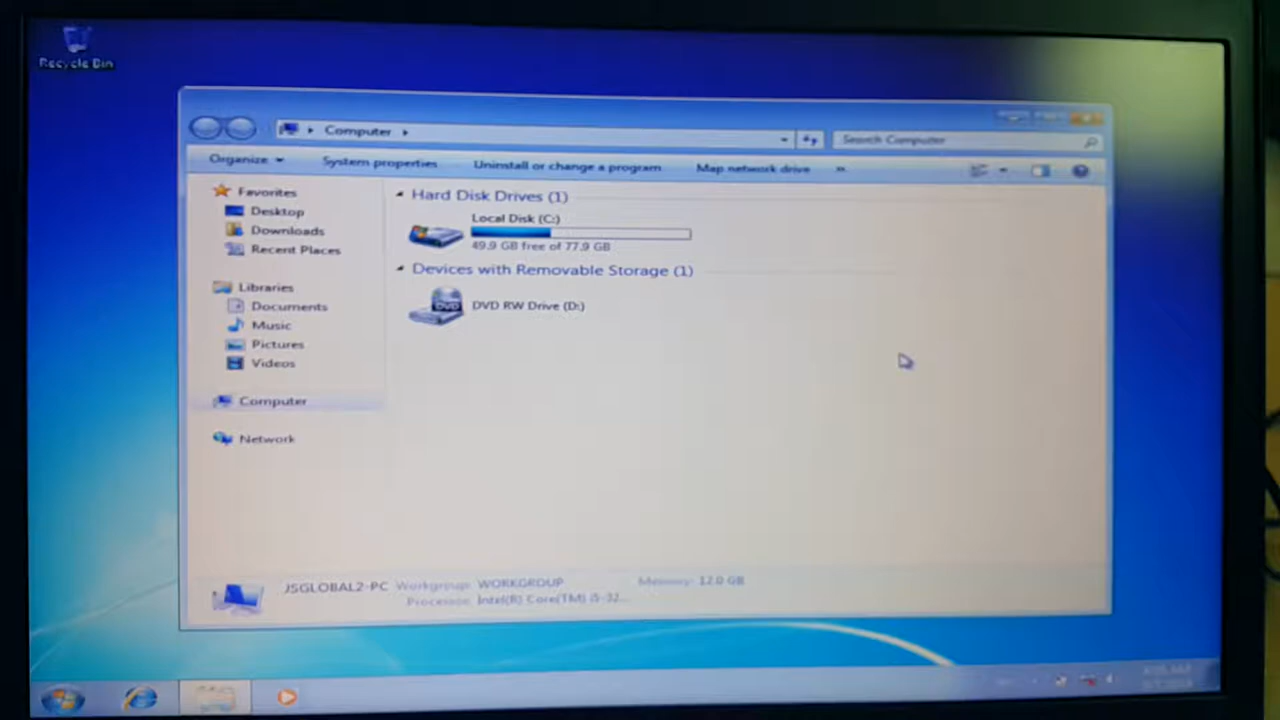 Recycle Bin
Computer
Search Computer
Organize
System properties
Uninstall or change a program
Map network drive
»
Favorites
Desktop
Downloads
Recent Places
Libraries
Documents
Music
Pictures
Videos
Computer
Network
Hard Disk Drives (1)
Local Disk (C:)
49.9 GB free of 77.9 GB
Devices with Removable Storage (1)
DVD
DVD RW Drive (D:)
JSGLOBAL2-PC Workgroup: WORKGROUP Memory: 12.0 GB
Processor: Intel(R) Core(TM) i5-32...